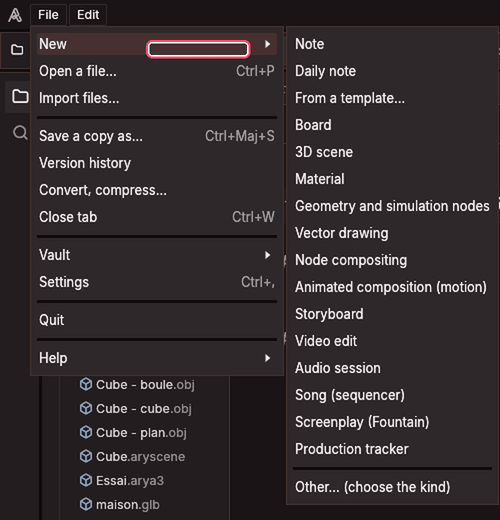 File Edit
New
Open a file... Ctrl+P
Import files...
Save a copy as... Ctrl+Maj+S
Version history
Convert, compress...
Close tab Ctrl+W
Vault
Settings Ctrl+,
Quit
Help
Note
Daily note
From a template...
Board
3D scene
Material
Geometry and simulation nodes
Vector drawing
Node compositing
Animated composition (motion)
Storyboard
Video edit
Audio session
Song (sequencer)
Screenplay (Fountain)
Production tracker
Other... (choose the kind)
Cube - boule.obj
Cube - cube.obj
Cube - plan.obj
Cube.aryscene
Essai.arya3
maison.glb